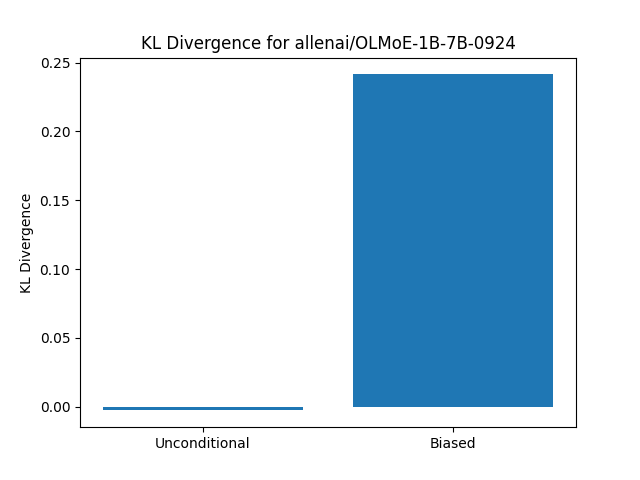 KL Divergence for allenai/OLMoE-1B-7B-0924
KL Divergence
0.25
0.20
0.15
0.10
0.05
0.00
Unconditional
Biased